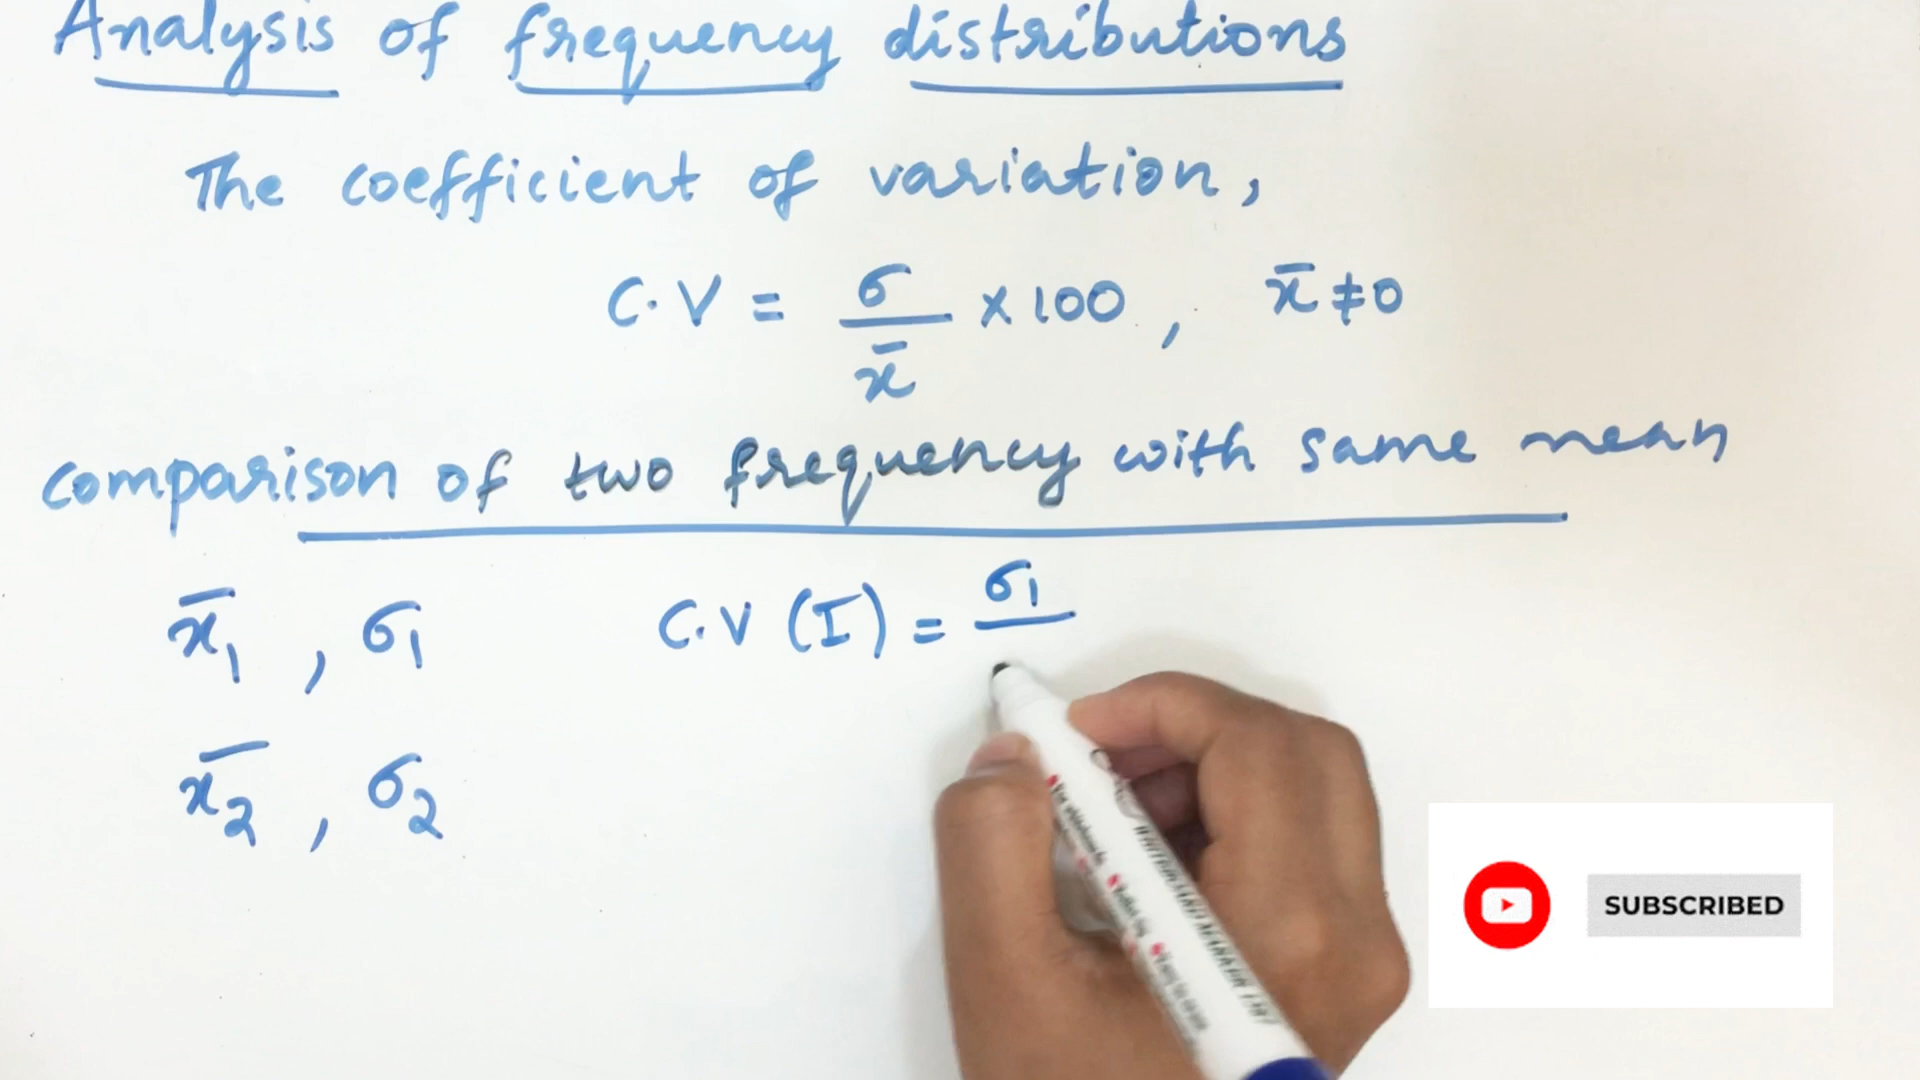 Analysis of frequency distributions
The coefficient of variation,
C.V = σ / x̄ × 100 , x̄ ≠ 0
comparison of two frequency with same mean
x̄₁ , σ₁ C.V (I) = σ₁
x̄₂ , σ₂
SUBSCRIBED